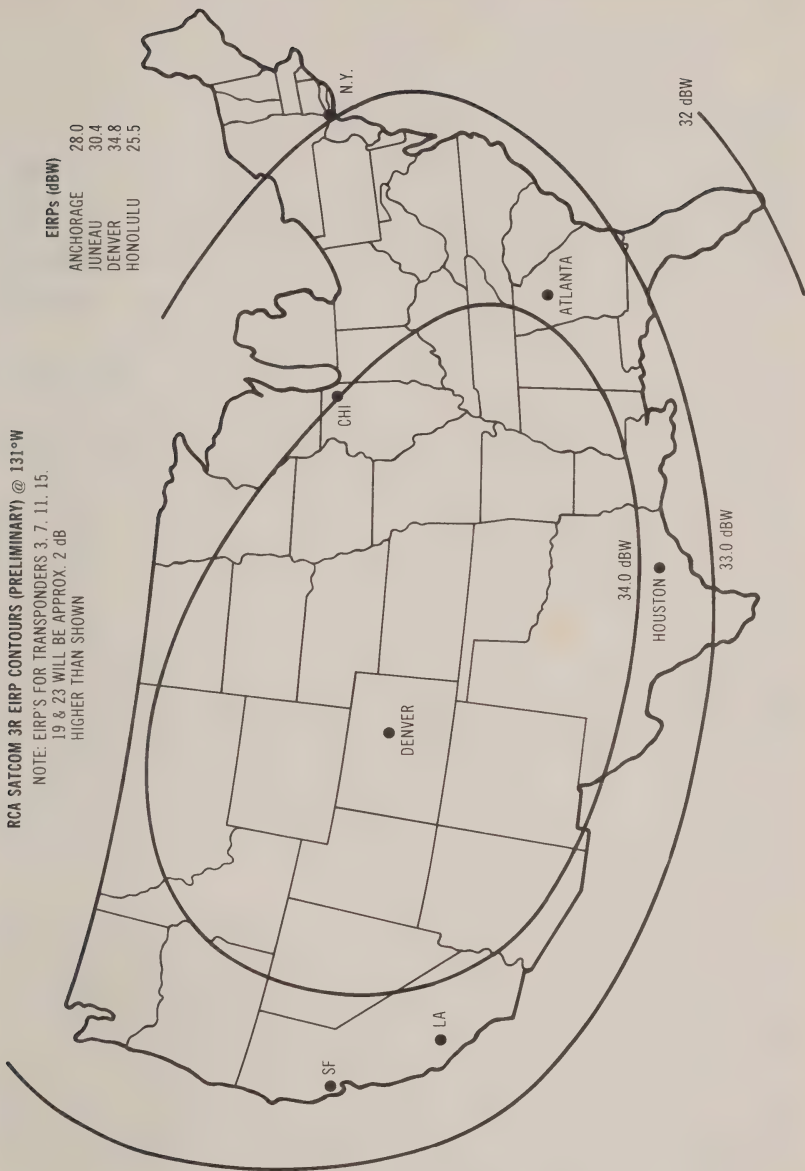 RCA SATCOM 3R EIRP CONTOURS (PRELIMINARY) @ 131°W
NOTE: EIRP'S FOR TRANSPONDERS 3, 7, 11, 15,
19 & 23 WILL BE APPROX. 2 dB
HIGHER THAN SHOWN
EIRPs (dBW)
ANCHORAGE 28.0
JUNEAU 30.4
DENVER 34.8
HONOLULU 25.5
N.Y.
CHI
SF
DENVER
LA
ATLANTA
32 dBW
34.0 dBW
HOUSTON
33.0 dBW